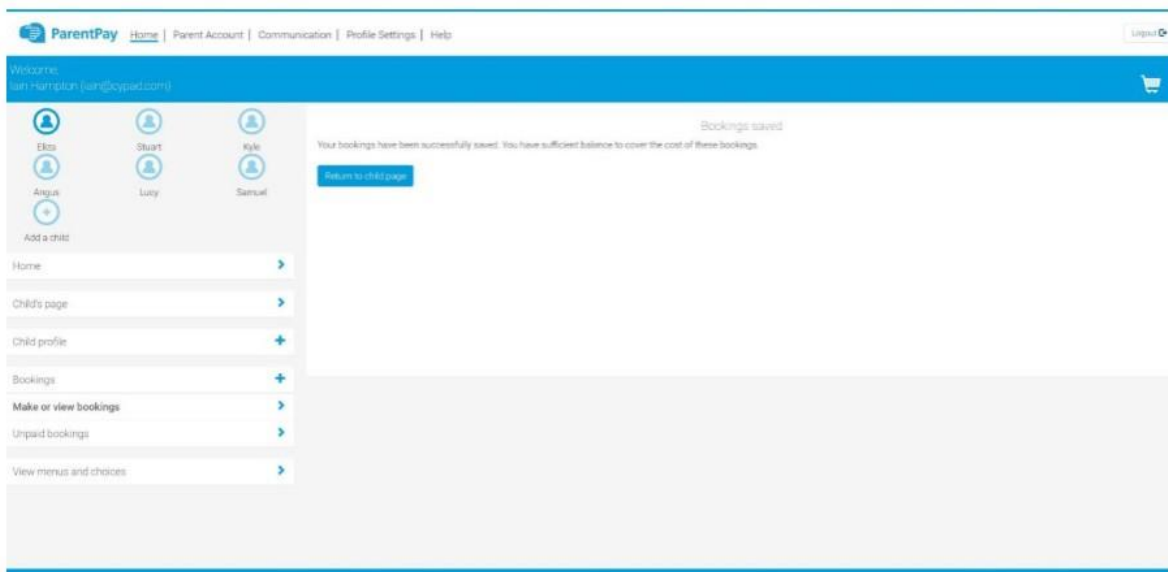 ParentPay Home | Parent Account | Communication | Profile Settings | Help
Logout
Welcome,
Iain Hampton (iain@cypad.com)
Eliza Stuart Kyle
Angus Lucy Samuel
Add a child
Home
Child's page
Child profile
Bookings
Make or view bookings
Unpaid bookings
View menus and choices
Bookings saved
Your bookings have been successfully saved. You have sufficient balance to cover the cost of these bookings.
Return to child page